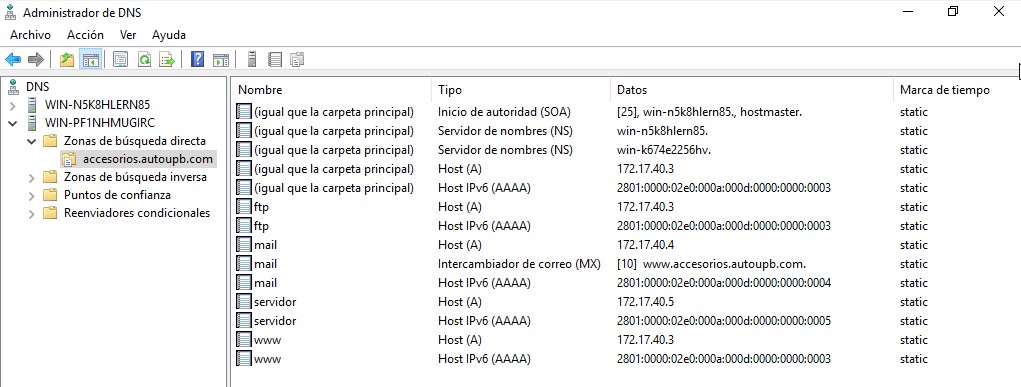 Administrador de DNS
Archivo Acción Ver Ayuda
DNS
WIN-N5K8HLERN85
WIN-PF1NHMUGIRC
Zonas de búsqueda directa
accesorios.autoupb.com
Zonas de búsqueda inversa
Puntos de confianza
Reenviadores condicionales
Nombre Tipo Datos Marca de tiempo
(igual que la carpeta principal) Inicio de autoridad (SOA) [25], win-n5k8hlern85., hostmaster. static
(igual que la carpeta principal) Servidor de nombres (NS) win-n5k8hlern85. static
(igual que la carpeta principal) Servidor de nombres (NS) win-k674e2256hv. static
(igual que la carpeta principal) Host (A) 172.17.40.3 static
(igual que la carpeta principal) Host IPv6 (AAAA) 2801:0000:02e0:000a:000d:0000:0000:0003 static
ftp Host (A) 172.17.40.3 static
ftp Host IPv6 (AAAA) 2801:0000:02e0:000a:000d:0000:0000:0003 static
mail Host (A) 172.17.40.4 static
mail Intercambiador de correo (MX) [10] www.accesorios.autoupb.com. static
mail Host IPv6 (AAAA) 2801:0000:02e0:000a:000d:0000:0000:0004 static
servidor Host (A) 172.17.40.5 static
servidor Host IPv6 (AAAA) 2801:0000:02e0:000a:000d:0000:0000:0005 static
www Host (A) 172.17.40.3 static
www Host IPv6 (AAAA) 2801:0000:02e0:000a:000d:0000:0000:0003 static